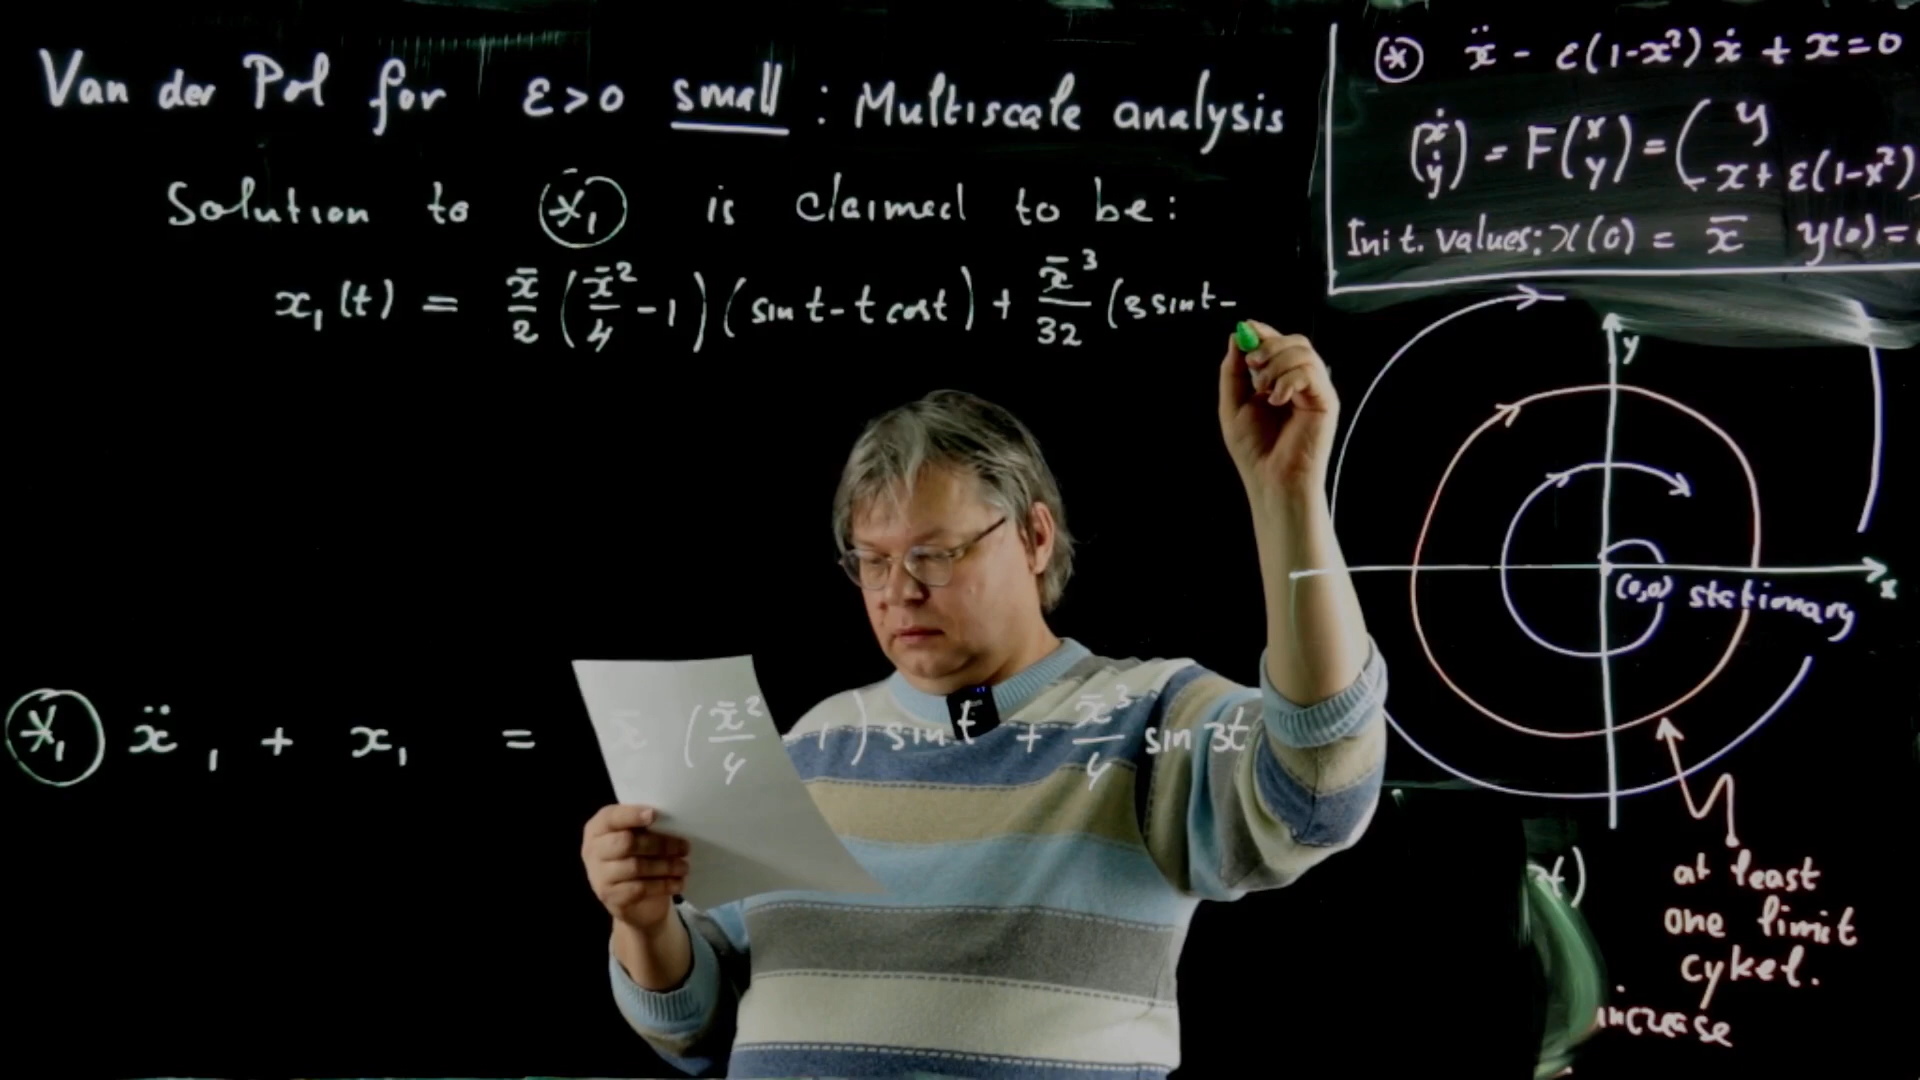 Van der Pol for ε>0 small : Multiscale analysis
Solution to (*₁) is claimed to be:
x₁(t) = x̄/2 (x̄²/4 - 1)(sin t - t cos t) + x̄³/32 (3 sin t -
(*₁) ẍ₁ + x₁ = x̄ (x̄²/4 1) sin t + x̄³/4 sin 3t
(*) ẍ - ε(1-x²)ẋ + x = 0
(ẋ ẏ) = F(x y) = (y
x + ε(1-x²)
Init. values: x(0) = x̄ y(0) =
y
x
(0,0) stationary
at least
one limit
cykel.
t)
increase